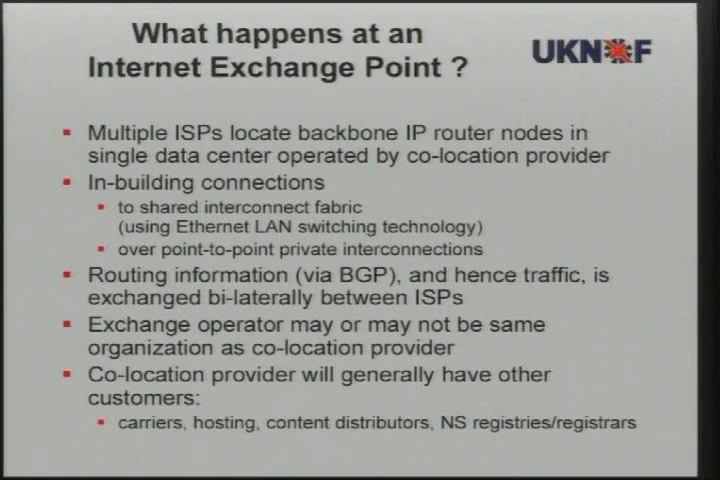 What happens at an
Internet Exchange Point ?
UKNOF
Multiple ISPs locate backbone IP router nodes in
single data center operated by co-location provider
In-building connections
to shared interconnect fabric
(using Ethernet LAN switching technology)
over point-to-point private interconnections
Routing information (via BGP), and hence traffic, is
exchanged bi-laterally between ISPs
Exchange operator may or may not be same
organization as co-location provider
Co-location provider will generally have other
customers:
carriers, hosting, content distributors, NS registries/registrars